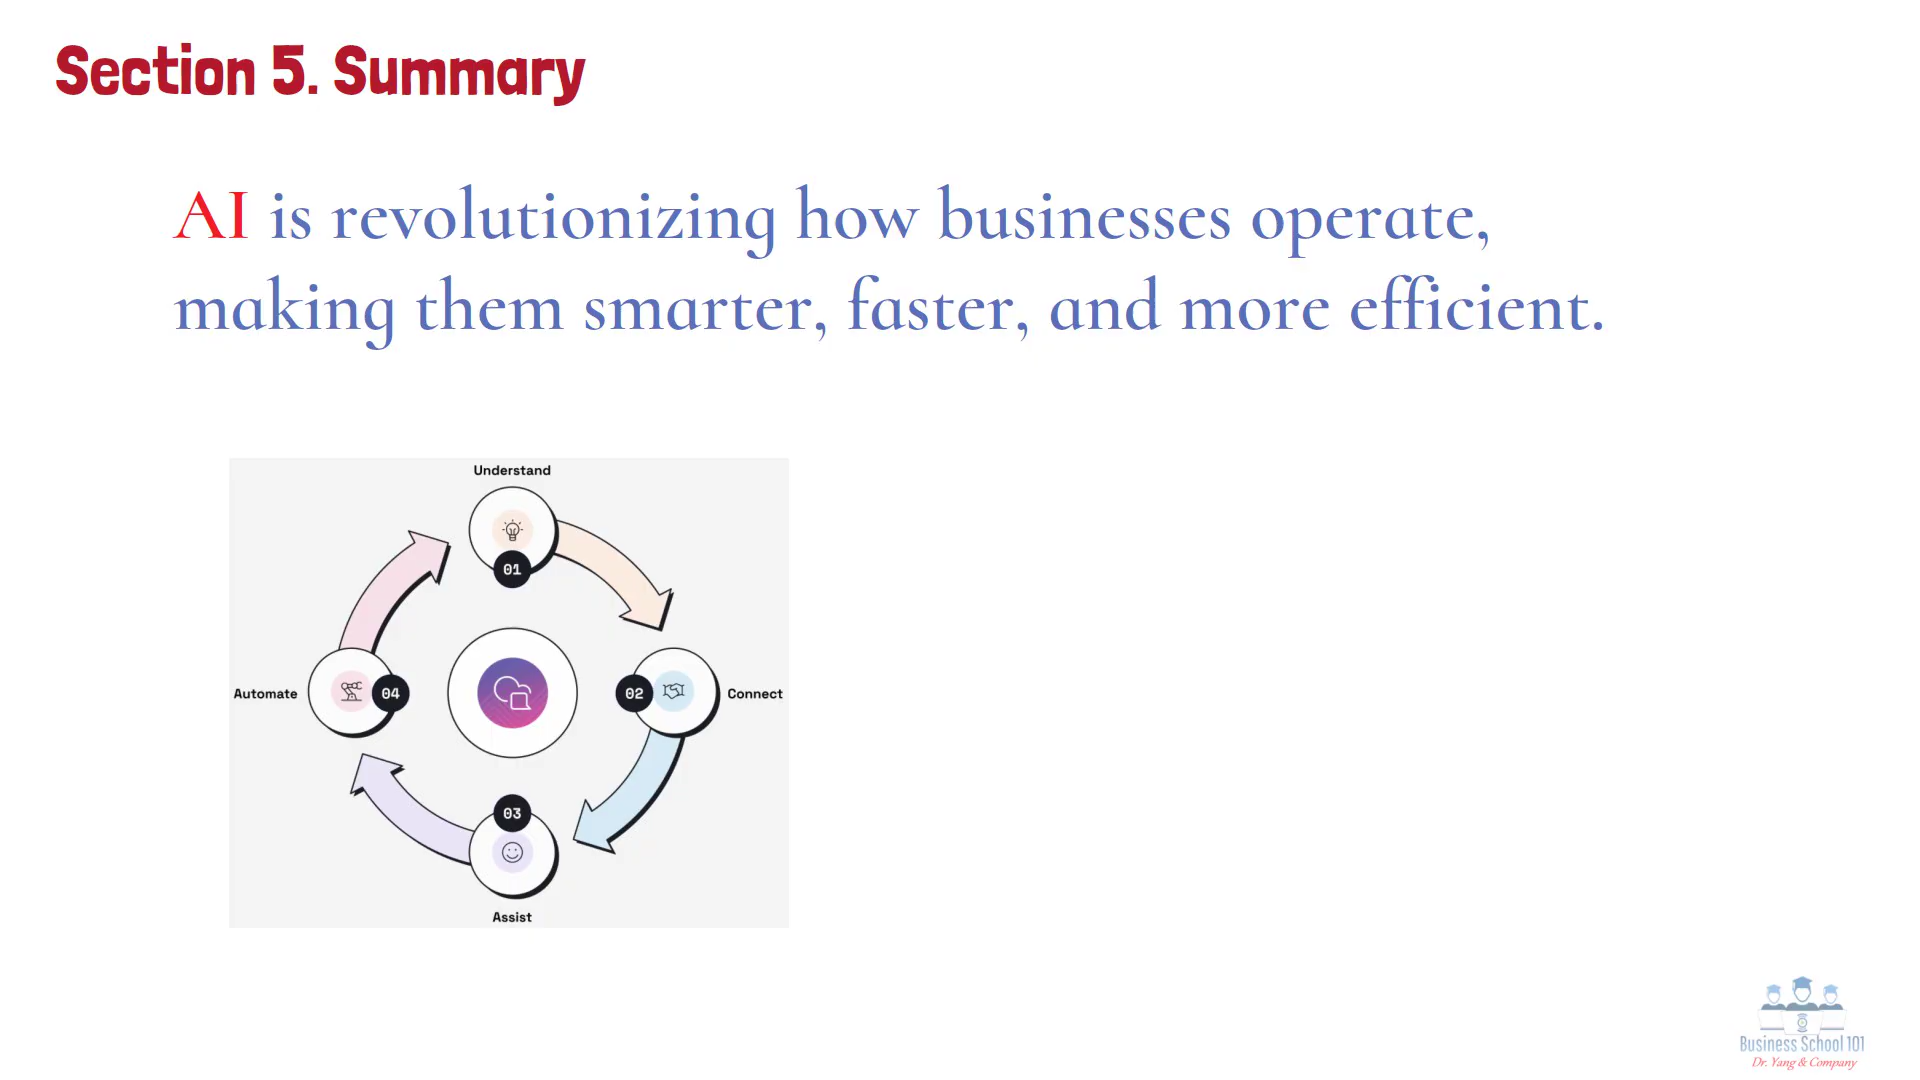 Section 5. Summary
AI is revolutionizing how businesses operate,
making them smarter, faster, and more efficient.
Understand
01
Automate
04
02
Connect
03
Assist
Business School 101
Dr. Yang & Company